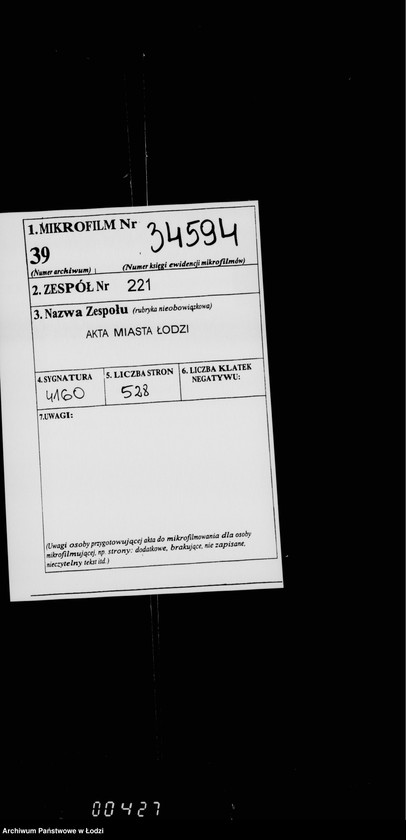 1. MIKROFILM Nr 34594
39
(Numer archiwum) (Numer księgi ewidencji mikrofilmów)
2. ZESPÓŁ Nr 221
3. Nazwa Zespołu (rubryka nieobowiązkowa)
AKTA MIASTA ŁODZI
4. SYGNATURA 5. LICZBA STRON 6. LICZBA KLATEK
NEGATYWU:
4160 528
7. UWAGI:
(Uwagi osoby przygotowującej akta do mikrofilmowania dla osoby
mikrofilmującej, np. strony: dodatkowe, brakujące, nie zapisane,
nieczytelny tekst itd.)
00427
Archiwum Państwowe w Łodzi